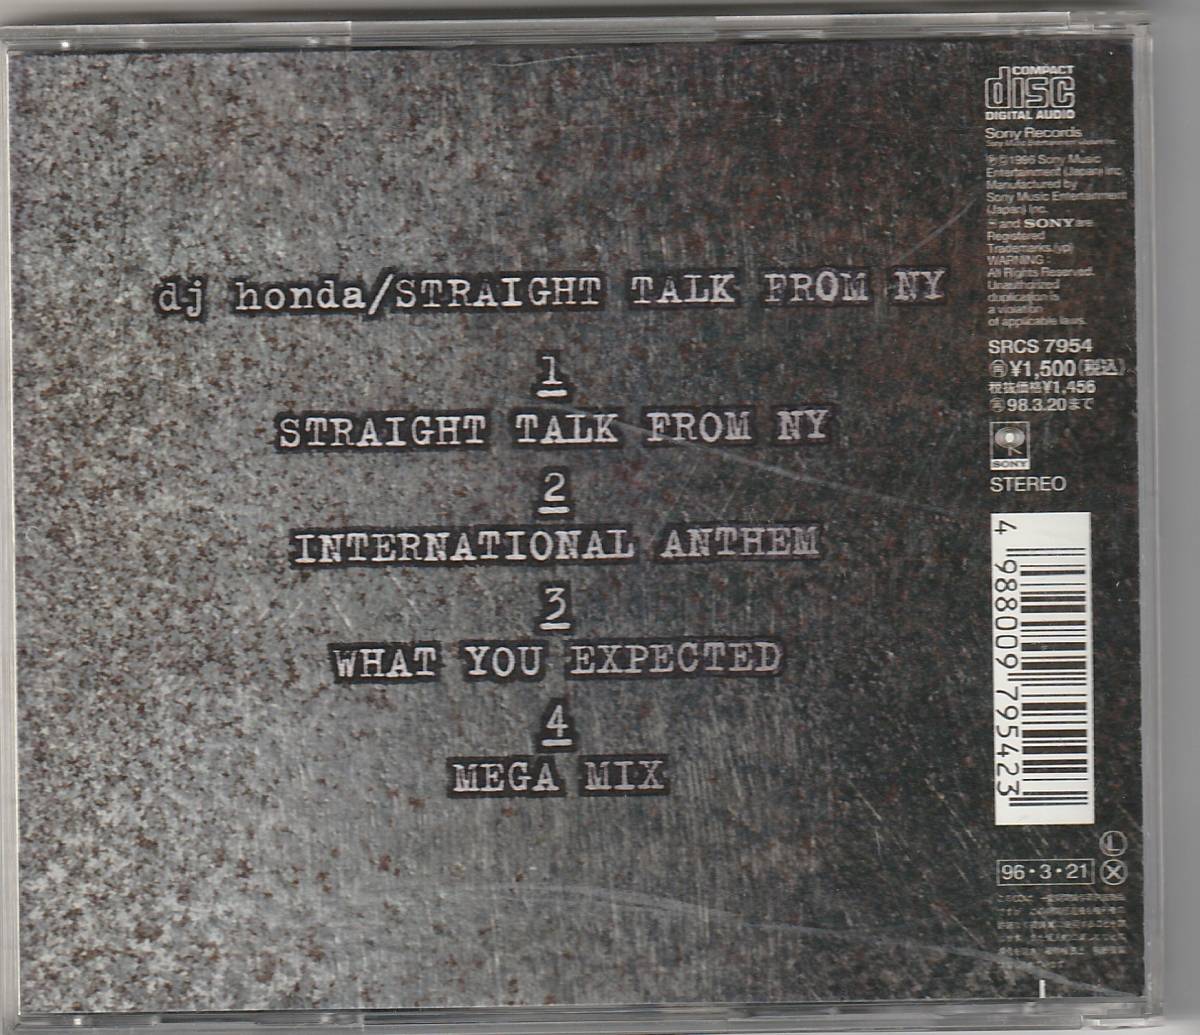 dj honda/STRAIGHT TALK FROM NY
1
STRAIGHT TALK FROM NY
2
INTERNATIONAL ANTHEM
3
WHAT YOU EXPECTED
4
MEGA MIX
COMPACT
disc
DIGITAL AUDIO
Sony Records
℗©1996 Sony Music
Entertainment (Japan) Inc.
Manufactured by
Sony Music Entertainment
(Japan) Inc.
and SONY are
Registered
Trademarks (jp)
WARNING :
All Rights Reserved.
Unauthorized
duplication is
a violation
of applicable laws.
SRCS 7954
¥1,500(税込)
税抜価格¥1,456
98.3.20まで
SONY
STEREO
4 988009 795423
L
96・3・21 X